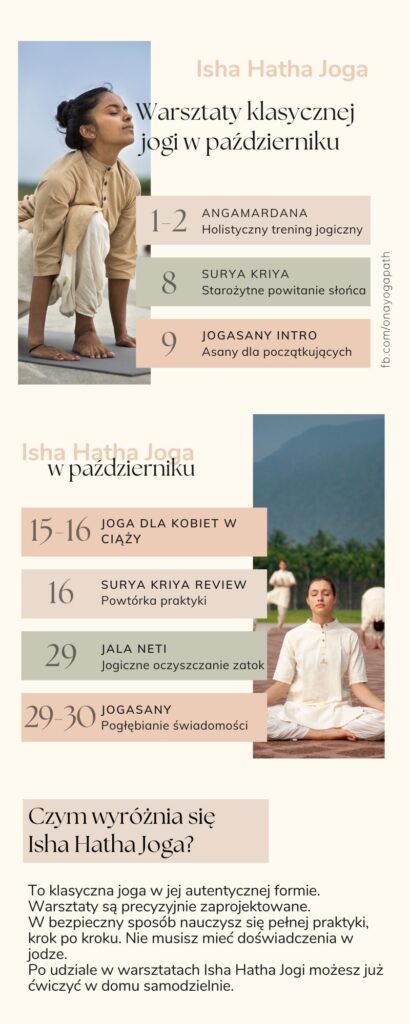 Isha Hatha Joga
Warsztaty klasycznej
jogi w październiku
1-2
ANGAMARDANA
Holistyczny trening jogiczny
8
SURYA KRIYA
Starożytne powitanie słońca
9
JOGASANY INTRO
Asany dla początkujących
fb.com/onayogapath
Isha Hatha Joga
w październiku
15-16
JOGA DLA KOBIET W
CIĄŻY
16
SURYA KRIYA REVIEW
Powtórka praktyki
29
JALA NETI
Jogiczne oczyszczanie zatok
29-30
JOGASANY
Pogłębianie świadomości
Czym wyróżnia się
Isha Hatha Joga?
To klasyczna joga w jej autentycznej formie.
Warsztaty są precyzyjnie zaprojektowane.
W bezpieczny sposób nauczysz się pełnej praktyki,
krok po kroku. Nie musisz mieć doświadczenia w
jodze.
Po udziale w warsztatach Isha Hatha Jogi możesz już
ćwiczyć w domu samodzielnie.